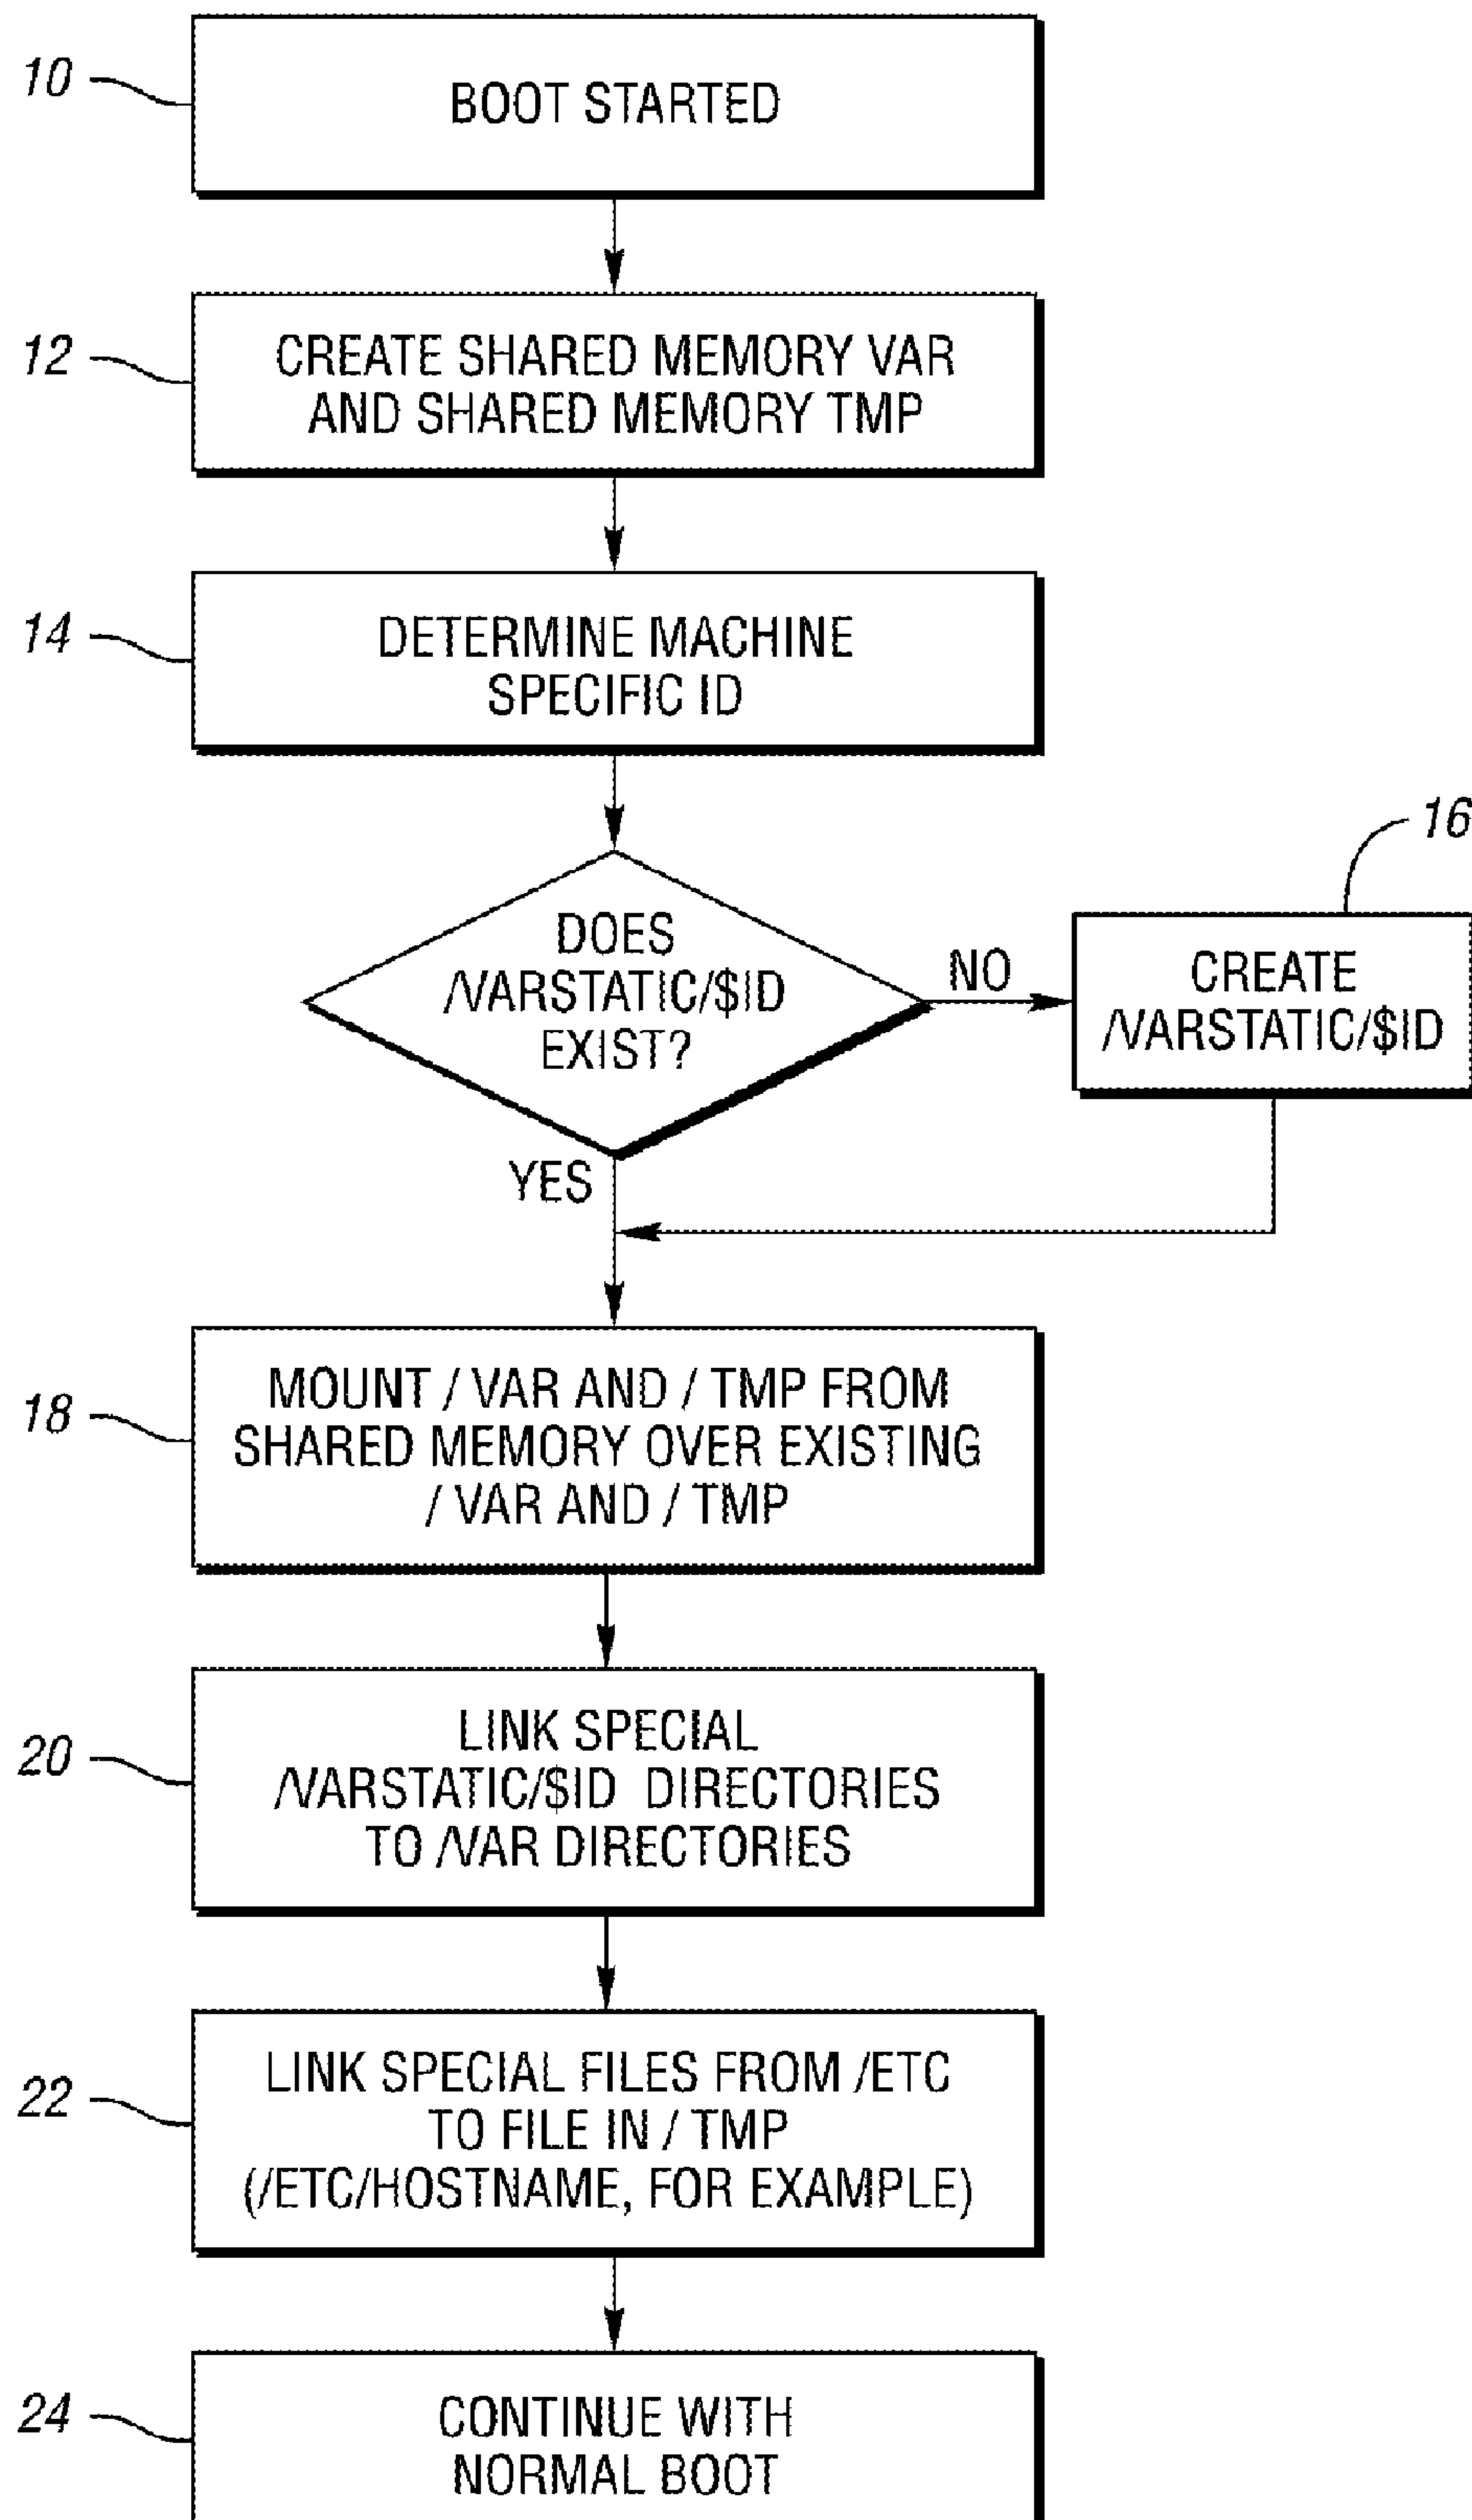 10
BOOT STARTED
12
CREATE SHARED MEMORY VAR
AND SHARED MEMORY TMP
14
DETERMINE MACHINE
SPECIFIC ID
DOES
/VARSTATIC/$ID
EXIST?
NO
16
CREATE
/VARSTATIC/$ID
YES
18
MOUNT / VAR AND / TMP FROM
SHARED MEMORY OVER EXISTING
/ VAR AND / TMP
20
LINK SPECIAL
/VARSTATIC/$ID DIRECTORIES
TO /VAR DIRECTORIES
22
LINK SPECIAL FILES FROM /ETC
TO FILE IN / TMP
(/ETC/HOSTNAME, FOR EXAMPLE)
24
CONTINUE WITH
NORMAL BOOT